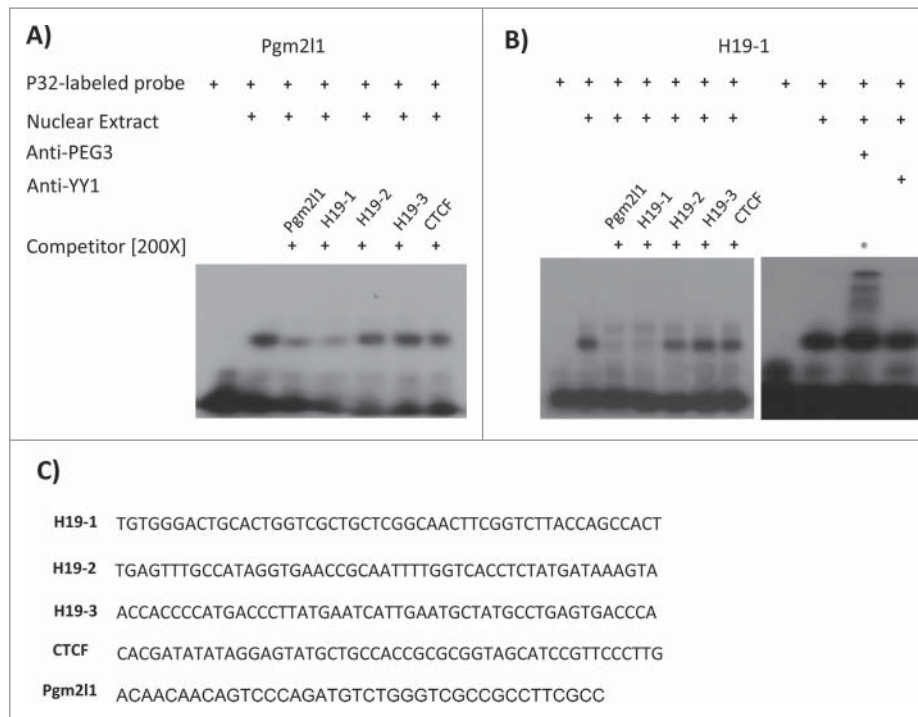 A)
Pgm2l1
P32-labeled probe + + + + + + +
Nuclear Extract + + + + + +
Anti-PEG3
Anti-YY1
Pgm2l1 H19-1 H19-2 H19-3 CTCF
Competitor [200X] + + + + +
B)
H19-1
+ + + + + + + + + + +
+ + + + + + + + +
+
+
Pgm2l1 H19-1 H19-2 H19-3 CTCF
+ + + + + *
C)
H19-1 TGTGGGACTGCACTGGTCGCTGCTCGGCAACTTCGGTCTTACCAGCCACT
H19-2 TGAGTTTGCCATAGGTGAACCGCAATTTTGGTCACCTCTATGATAAAGTA
H19-3 ACCACCCCATGACCCTTATGAATCATTGAATGCTATGCCTGAGTGACCCA
CTCF CACGATATATAGGAGTATGCTGCCACCGCGCGGTAGCATCCGTTCCCTTG
Pgm2l1 ACAACAACAGTCCCAGATGTCTGGGTCGCCGCCTTCGCC